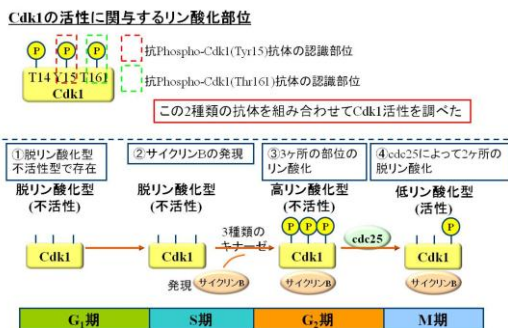 Cdk1の活性に関与するリン酸化部位
P P P
T14 Y15 T161
Cdk1
抗Phospho-Cdk1(Tyr15)抗体の認識部位
抗Phospho-Cdk1(Thr161)抗体の認識部位
この2種類の抗体を組み合わせてCdk1活性を調べた
①脱リン酸化型
不活性型で存在
②サイクリンBの発現
③3ヶ所の部位の
リン酸化
④cdc25によって2ヶ所の
脱リン酸化
脱リン酸化型
(不活性)
脱リン酸化型
(不活性)
高リン酸化型
(不活性)
低リン酸化型
(活性)
3種類の
キナーゼ
P P P
cdc25
P
Cdk1
Cdk1
Cdk1
Cdk1
発現
サイクリンB
サイクリンB
サイクリンB
G1期
S期
G2期
M期